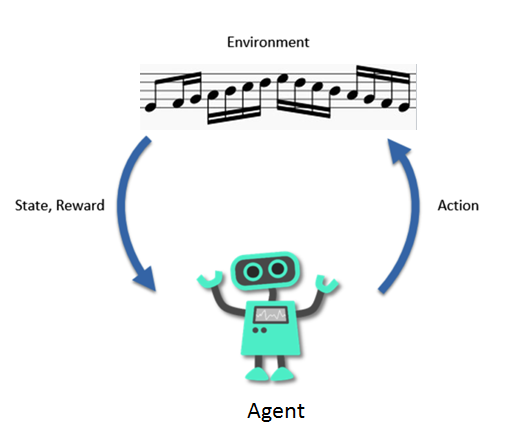 Environment
State, Reward
Action
Agent